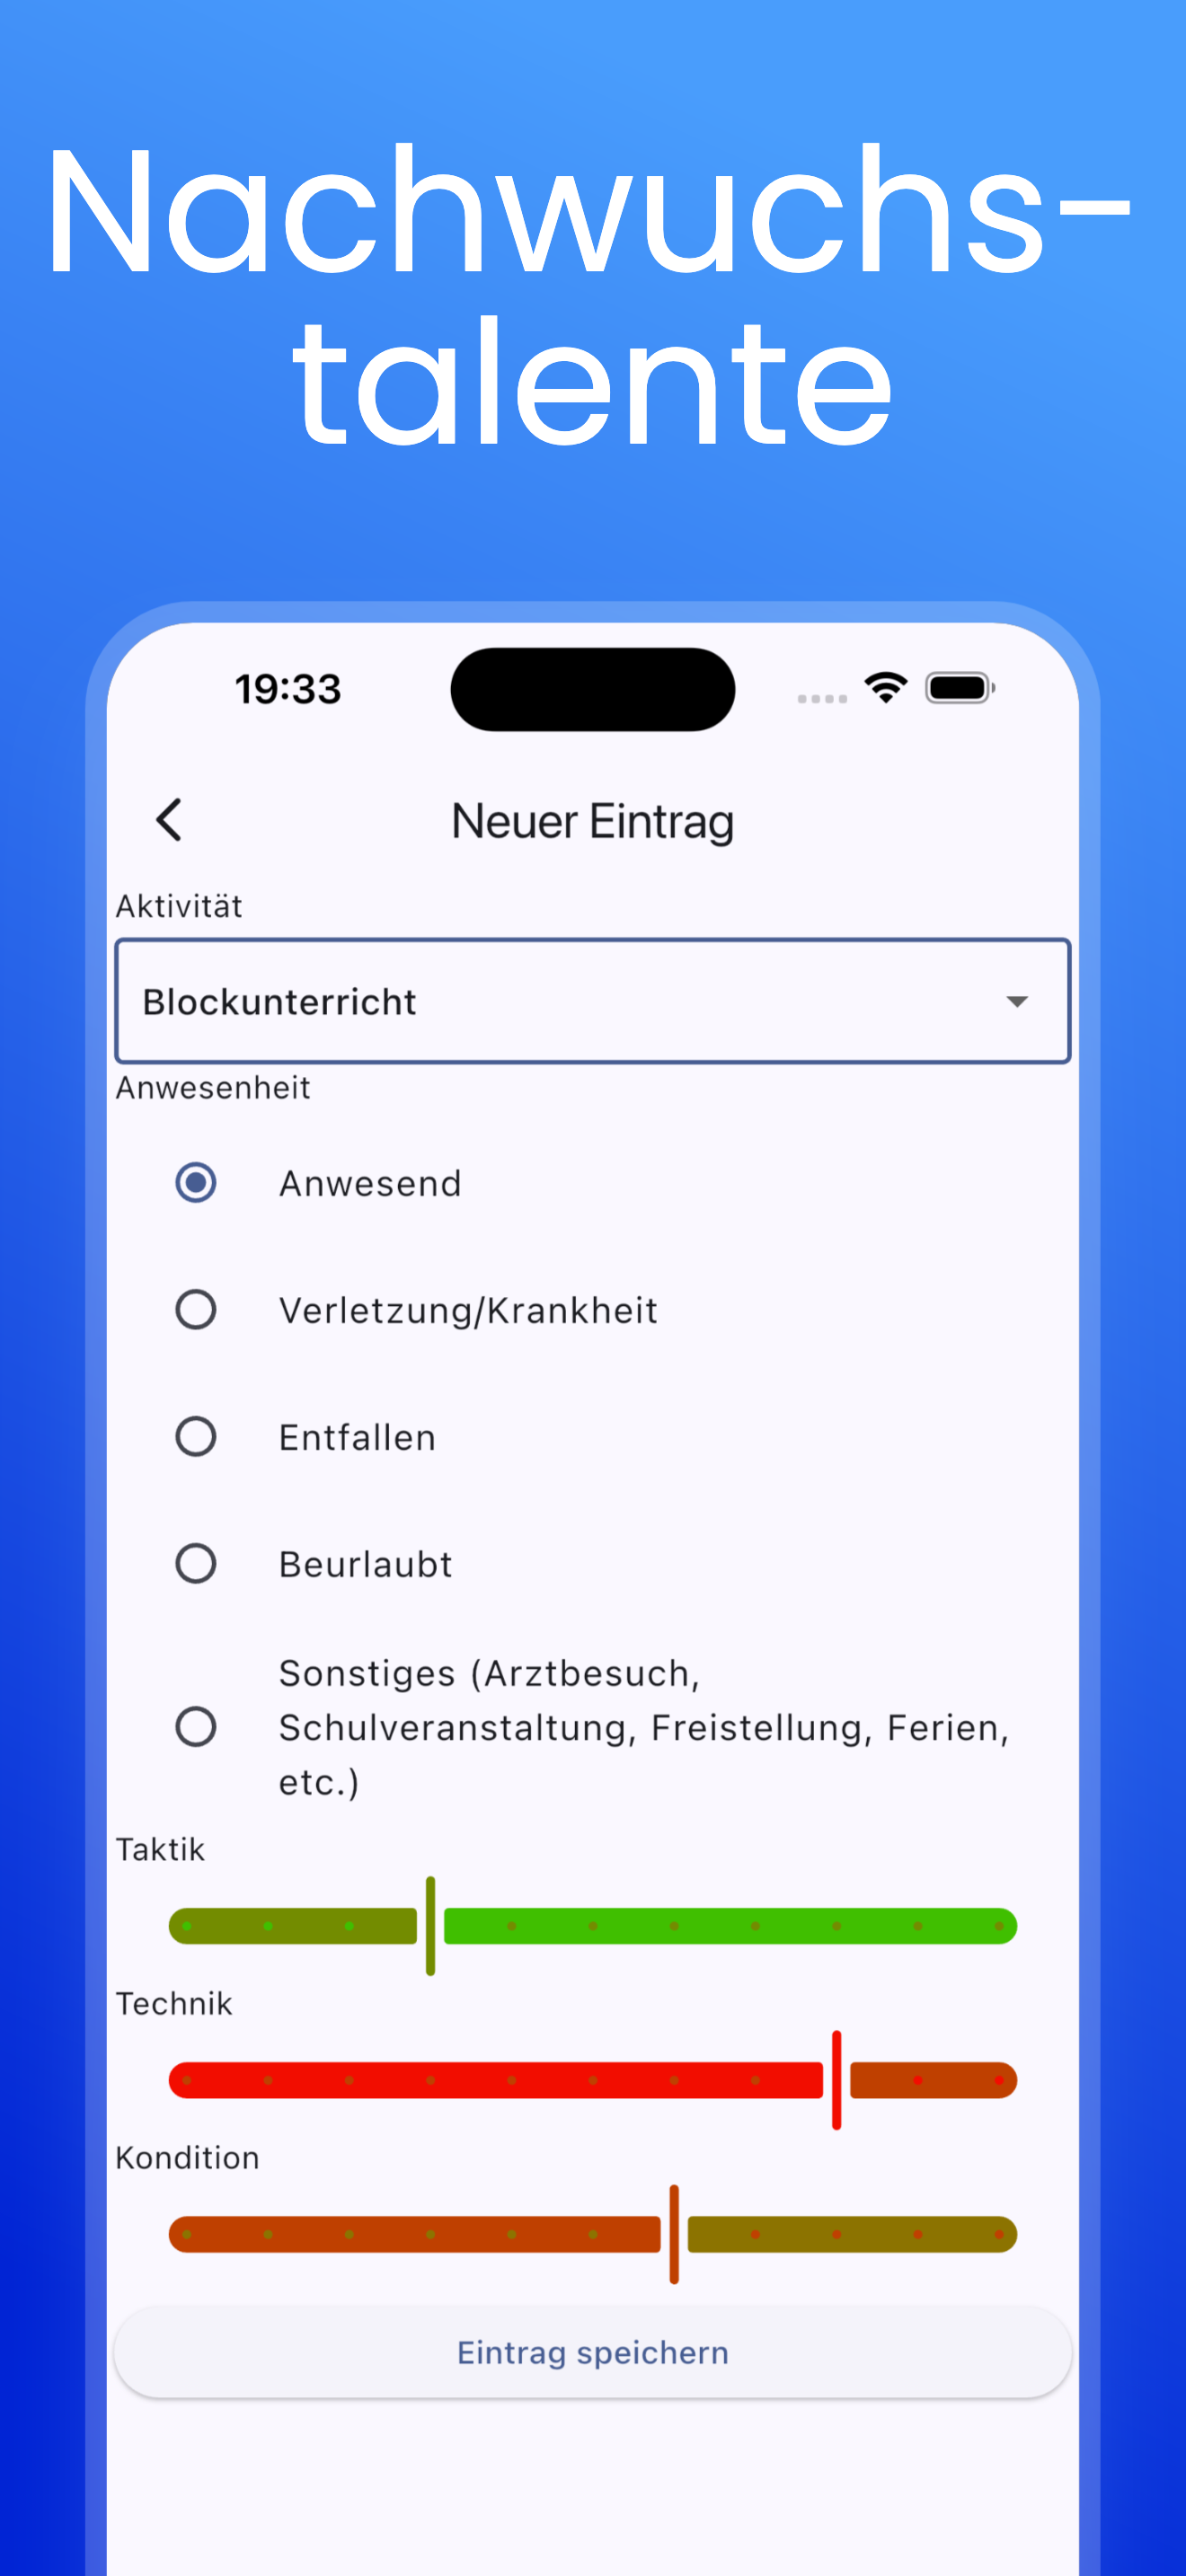 Nachwuchs-
talente
19:33
Neuer Eintrag
Aktivität
Blockunterricht
Anwesenheit
Anwesend
Verletzung/Krankheit
Entfallen
Beurlaubt
Sonstiges (Arztbesuch,
Schulveranstaltung, Freistellung, Ferien,
etc.)
Taktik
Technik
Kondition
Eintrag speichern